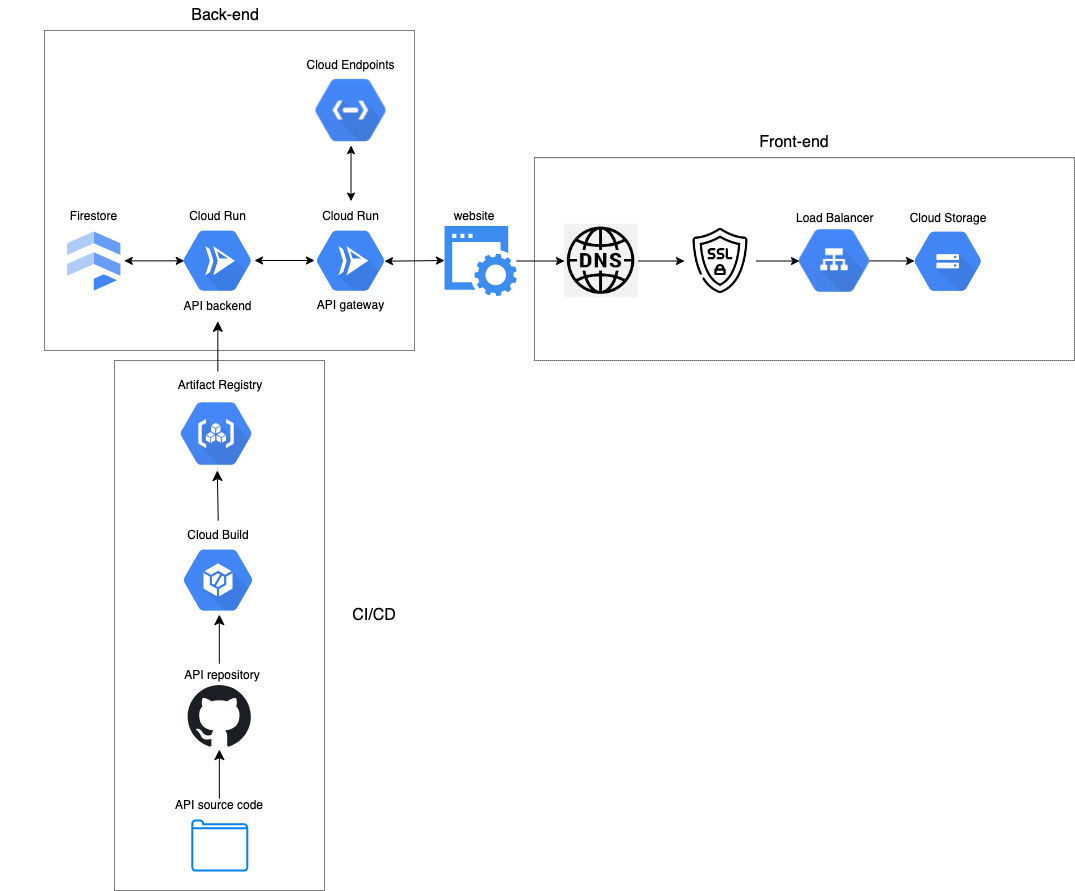 Back-end
Cloud Endpoints
Front-end
Firestore
Cloud Run
Cloud Run
website
Load Balancer
Cloud Storage
DNS
SSL
API backend
API gateway
Artifact Registry
Cloud Build
CI/CD
API repository
API source code